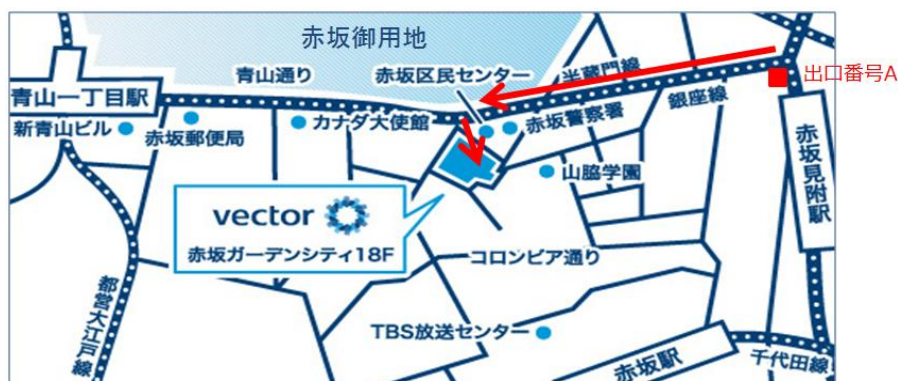 赤坂御用地
青山通り
赤坂区民センター
半蔵門線
出口番号A
青山一丁目駅
銀座線
新青山ビル
赤坂郵便局
カナダ大使館
赤坂警察署
赤坂見附駅
山脇学園
vector
赤坂ガーデンシティ18F
コロンビア通り
都営大江戸線
TBS放送センター
赤坂駅
千代田線